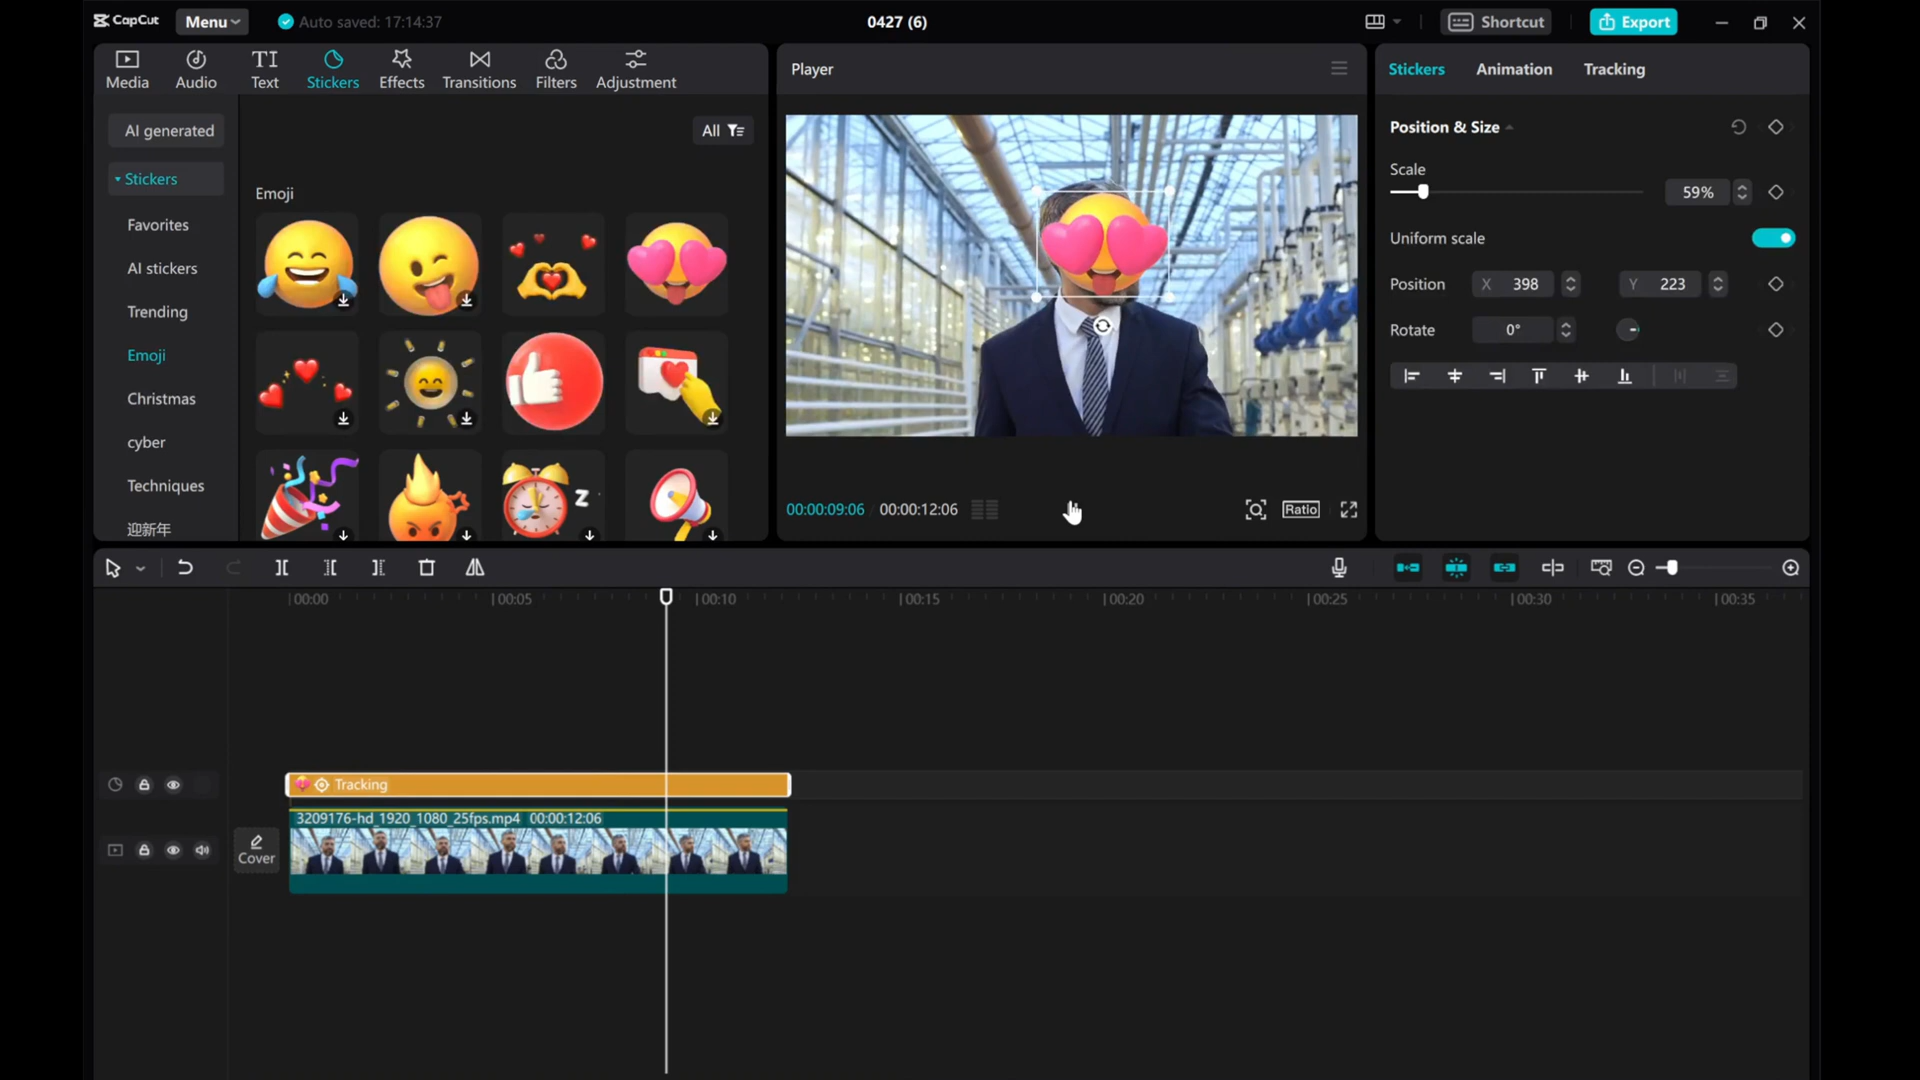 CapCut Menu Auto saved: 17:14:37 0427 (6) Shortcut Export
Media Audio Text Stickers Effects Transitions Filters Adjustment
Player
Stickers Animation Tracking
AI generated
Stickers
Favorites
AI stickers
Trending
Emoji
Christmas
cyber
Techniques
迎新年
All
Emoji
Z
00:00:09:06 00:00:12:06 Ratio
Position & Size
Scale
59%
Uniform scale
Position X 398 Y 223
Rotate 0°
00:00 00:05 00:10 00:15 00:20 00:25 00:30 00:35
Tracking
3209176-hd_1920_1080_25fps.mp4 00:00:12:06
Cover